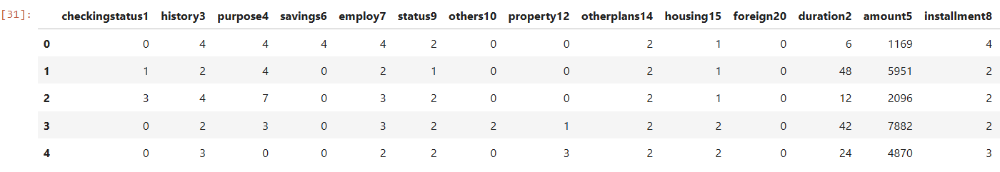 [31]: checkingstatus1 history3 purpose4 savings6 employ7 status9 others10 property12 otherplans14 housing15 foreign20 duration2 amount5 installment8
0 0 4 4 4 4 2 0 0 2 1 0 6 1169 4
1 1 2 4 0 2 1 0 0 2 1 0 48 5951 2
2 3 4 7 0 3 2 0 0 2 1 0 12 2096 2
3 0 2 3 0 3 2 2 1 2 2 0 42 7882 2
4 0 3 0 0 2 2 0 3 2 2 0 24 4870 3